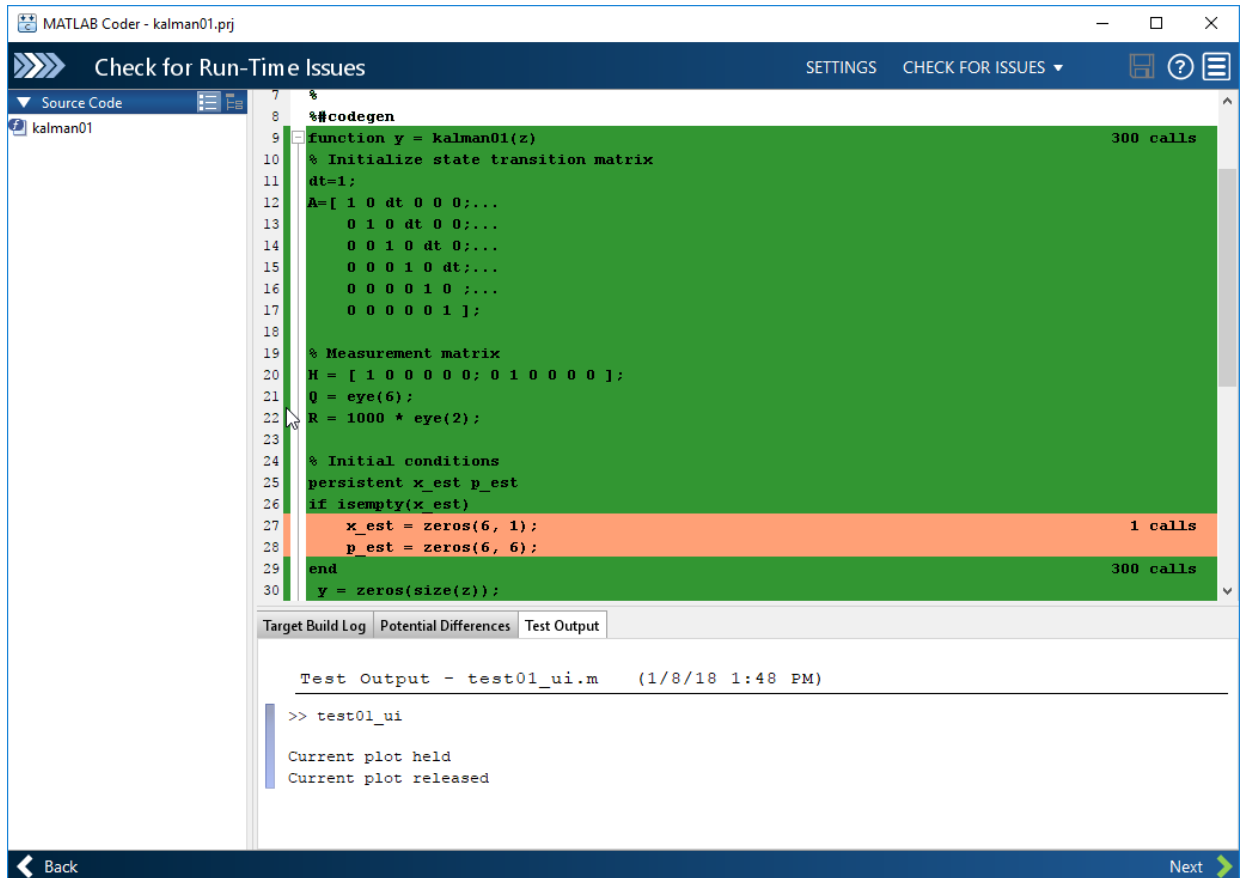 MATLAB Coder - kalman01.prj
Check for Run-Time Issues
SETTINGS
CHECK FOR ISSUES
Source Code
kalman01
7 %
8 %#codegen
9 function y = kalman01(z) 300 calls
10 % Initialize state transition matrix
11 dt=1;
12 A=[ 1 0 dt 0 0 0;...
13 0 1 0 dt 0 0;...
14 0 0 1 0 dt 0;...
15 0 0 0 1 0 dt;...
16 0 0 0 0 1 0 ;...
17 0 0 0 0 0 1 ];
18
19 % Measurement matrix
20 H = [ 1 0 0 0 0 0; 0 1 0 0 0 0 ];
21 Q = eye(6);
22 R = 1000 * eye(2);
23
24 % Initial conditions
25 persistent x_est p_est
26 if isempty(x_est)
27 x_est = zeros(6, 1); 1 calls
28 p_est = zeros(6, 6);
29 end 300 calls
30 y = zeros(size(z));
Target Build Log
Potential Differences
Test Output
Test Output - test01_ui.m (1/8/18 1:48 PM)
>> test01_ui
Current plot held
Current plot released
Back
Next